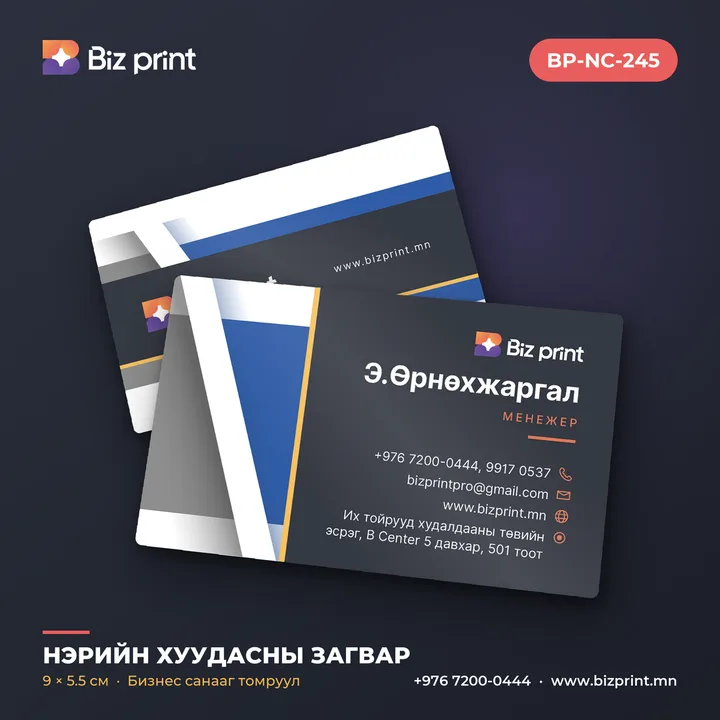 Biz print
BP-NC-245
www.bizprint.mn
Biz print
Э.Өрнөхжаргал
МЕНЕЖЕР
+976 7200-0444, 9917 0537
bizprintpro@gmail.com
www.bizprint.mn
Их тойрууд худалдааны төвийн
эсрэг, B Center 5 давхар, 501 тоот
НЭРИЙН ХУУДАСНЫ ЗАГВАР
9 × 5.5 см · Бизнес санааг томруул
+976 7200-0444 · www.bizprint.mn